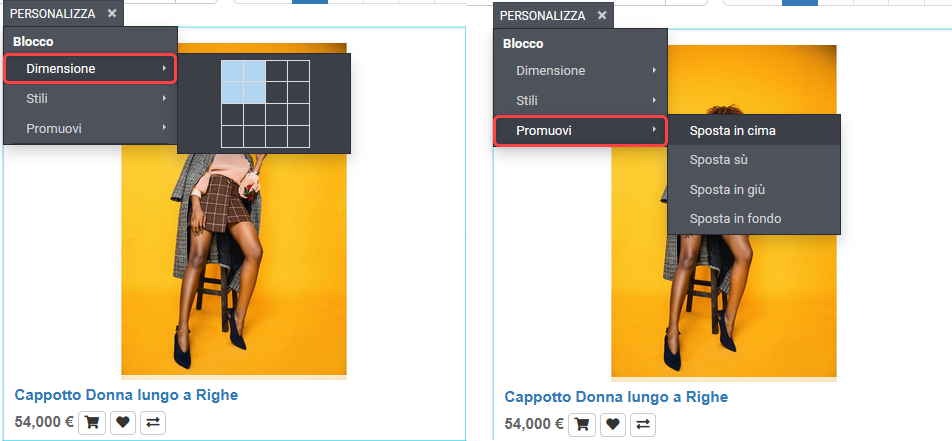 PERSONALIZZA ×
Blocco
Dimensione
Stili
Promuovi
Cappotto Donna lungo a Righe
54,000 €
PERSONALIZZA ×
Blocco
Dimensione
Stili
Promuovi
Sposta in cima
Sposta sù
Sposta in giù
Sposta in fondo
Cappotto Donna lungo a Righe
54,000 €